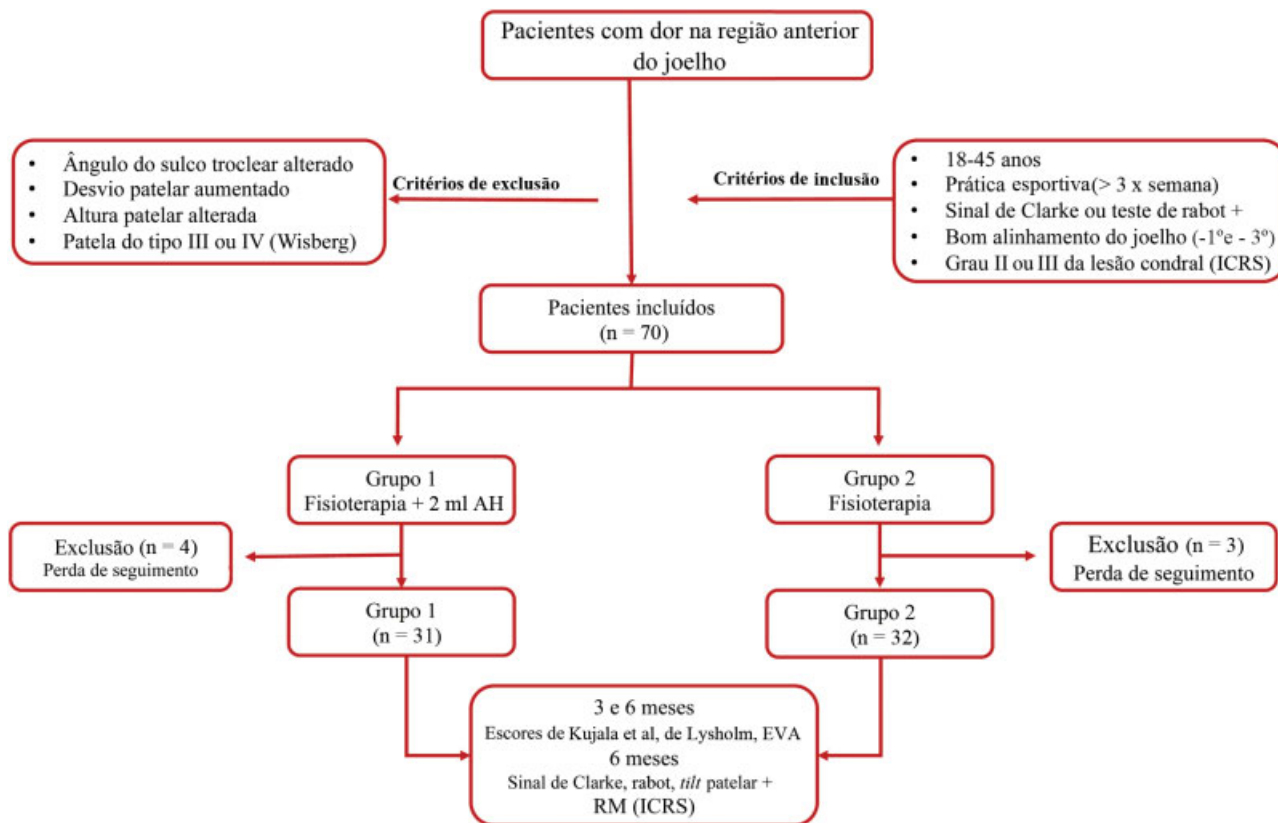 Pacientes com dor na região anterior
do joelho
• Ângulo do sulco troclear alterado
• Desvio patelar aumentado
• Altura patelar alterada
• Patela do tipo III ou IV (Wisberg)
Critérios de exclusão
Critérios de inclusão
• 18-45 anos
• Prática esportiva (> 3 x semana)
• Sinal de Clarke ou teste de rabot +
• Bom alinhamento do joelho (-1º e - 3º)
• Grau II ou III da lesão condral (ICRS)
Pacientes incluídos
(n = 70)
Grupo 1
Fisioterapia + 2 ml AH
Grupo 2
Fisioterapia
Exclusão (n = 4)
Perda de seguimento
Exclusão (n = 3)
Perda de seguimento
Grupo 1
(n = 31)
Grupo 2
(n = 32)
3 e 6 meses
Escores de Kujala et al, de Lysholm, EVA
6 meses
Sinal de Clarke, rabot, tilt patelar +
RM (ICRS)